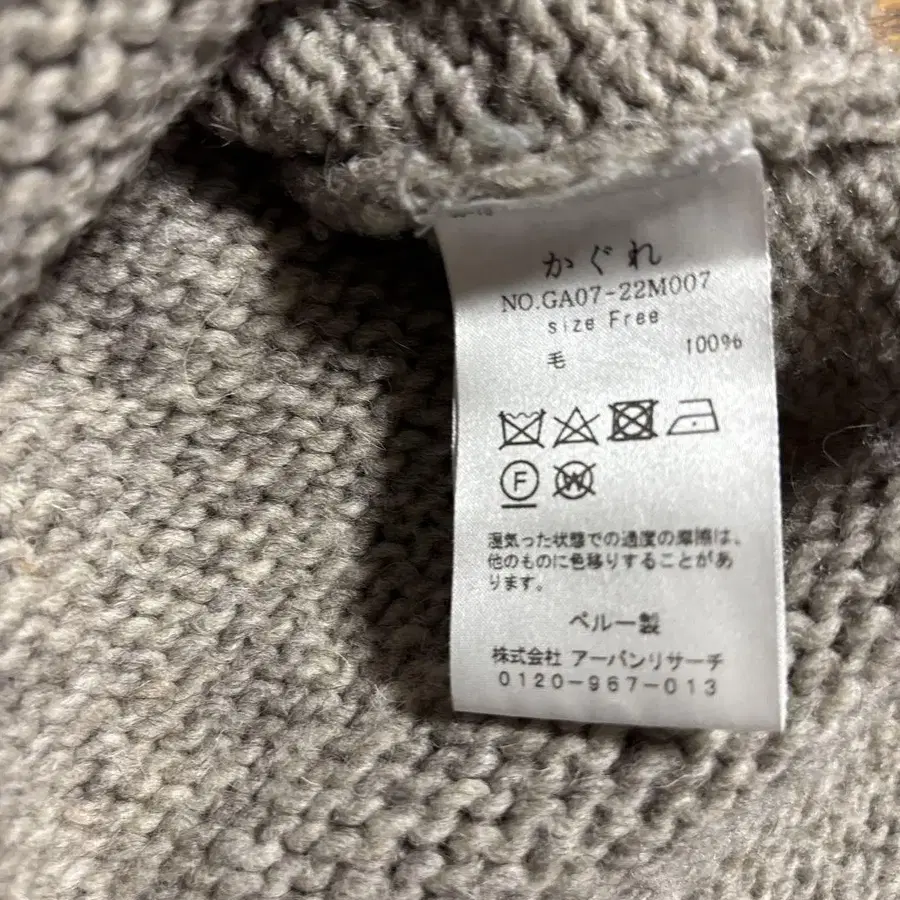 かぐれ
NO.GA07-22M007
size Free
毛 100%
F W
湿気った状態での過度の摩擦は、
他のものに色移りすることがあ
ります。
ペルー製
株式会社 アーバンリサーチ
0120-967-013